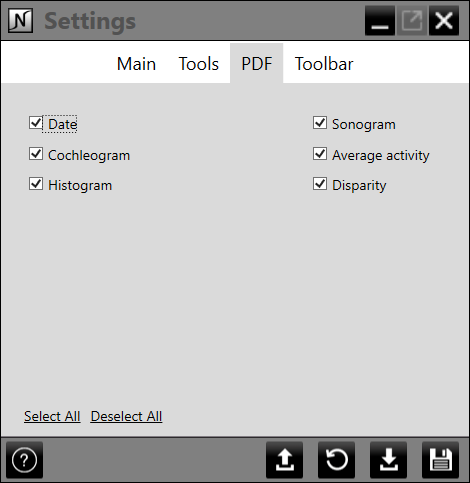 N Settings
Main Tools PDF Toolbar
Date Sonogram
Cochleogram Average activity
Histogram Disparity
Select All Deselect All
?